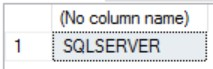 (No column name)
1 SQLSERVER